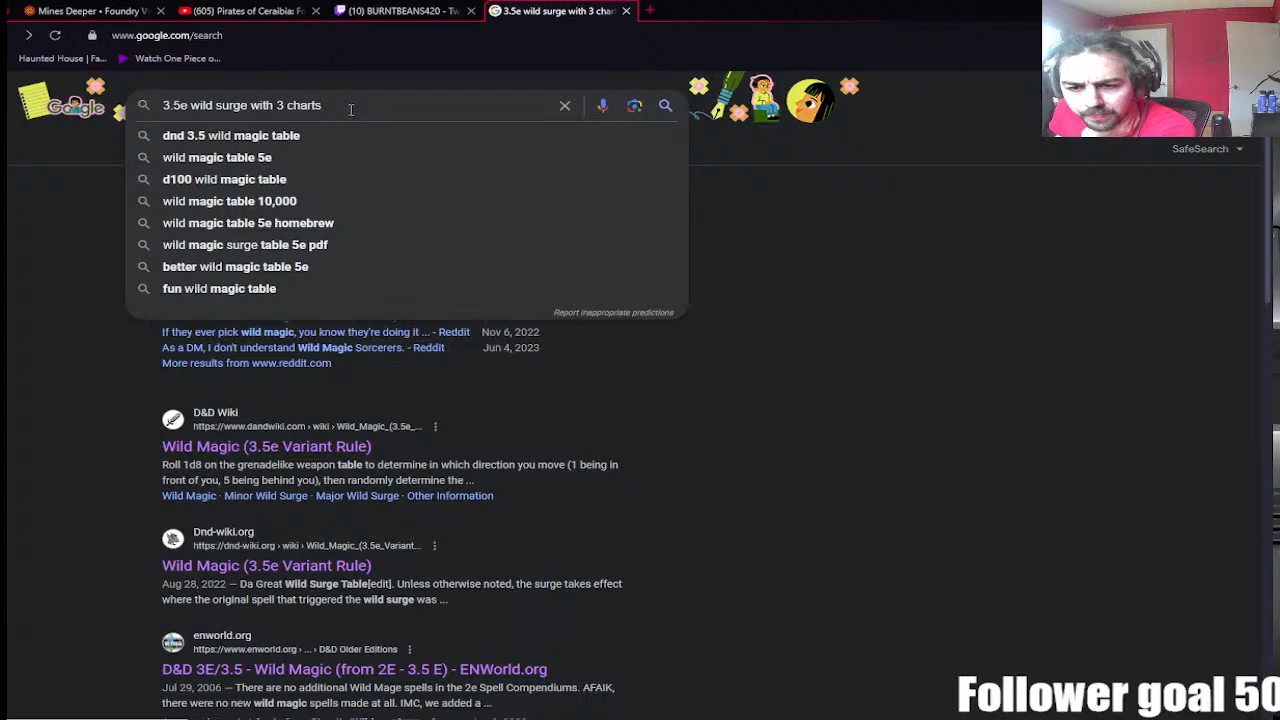 Mines Deeper • Foundry Vi
(605) Pirates of Ceraibia: Fo
(10) BURNTBEANS420 - Tw
3.5e wild surge with 3 char
www.google.com/search
Haunted House | Fa...
Watch One Piece o...
Google
3.5e wild surge with 3 charts
dnd 3.5 wild magic table
wild magic table 5e
d100 wild magic table
wild magic table 10,000
wild magic table 5e homebrew
wild magic surge table 5e pdf
better wild magic table 5e
fun wild magic table
Report inappropriate predictions
SafeSearch
If they ever pick wild magic, you know they're doing it ... - Reddit Nov 6, 2022
As a DM, I don't understand Wild Magic Sorcerers. - Reddit Jun 4, 2023
More results from www.reddit.com
D&D Wiki
https://www.dandwiki.com › wiki › Wild_Magic_(3.5e_...
Wild Magic (3.5e Variant Rule)
Roll 1d8 on the grenadelike weapon table to determine in which direction you move (1 being in
front of you, 5 being behind you), then randomly determine the ...
Wild Magic · Minor Wild Surge · Major Wild Surge · Other Information
Dnd-wiki.org
https://dnd-wiki.org › wiki › Wild_Magic_(3.5e_Variant...
Wild Magic (3.5e Variant Rule)
Aug 28, 2022 — Da Great Wild Surge Table[edit]. Unless otherwise noted, the surge takes effect
where the original spell that triggered the wild surge was ...
enworld.org
https://www.enworld.org › ... › D&D Older Editions
D&D 3E/3.5 - Wild Magic (from 2E - 3.5 E) - ENWorld.org
Jul 29, 2006 — There are no additional Wild Mage spells in the 2e Spell Compendiums. AFAIK,
there were no new wild magic spells made at all. IMC, we added a ...
Follower goal 50